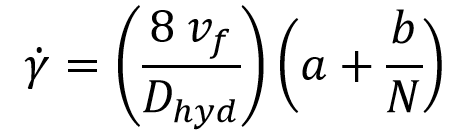 γ̇ = (8 v_f / D_hyd) (a + b/N)